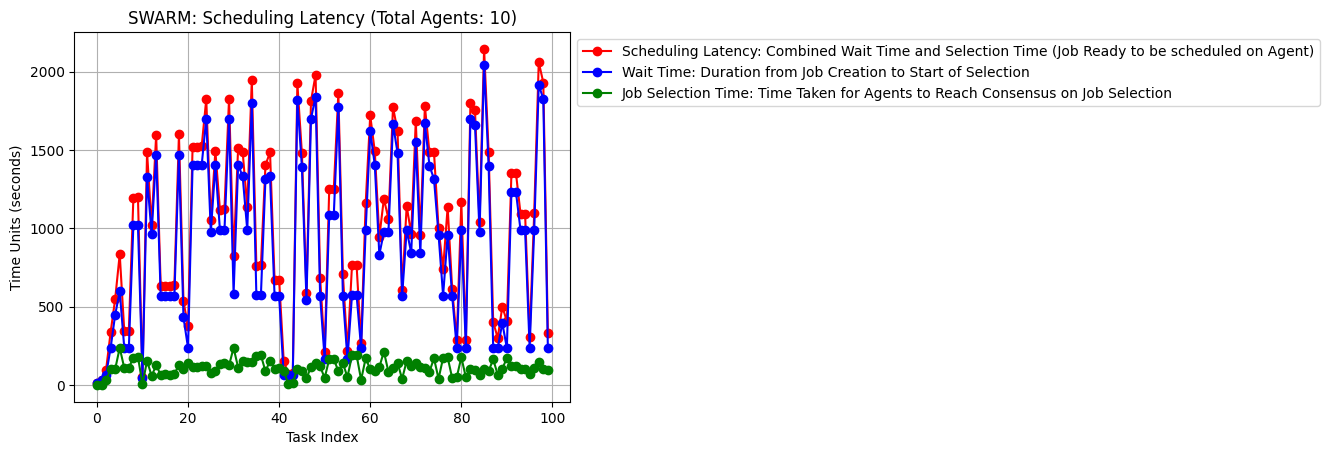 SWARM: Scheduling Latency (Total Agents: 10)
Scheduling Latency: Combined Wait Time and Selection Time (Job Ready to be scheduled on Agent)
Wait Time: Duration from Job Creation to Start of Selection
Job Selection Time: Time Taken for Agents to Reach Consensus on Job Selection
Time Units (seconds)
2000
1500
1000
500
0
0 20 40 60 80 100
Task Index